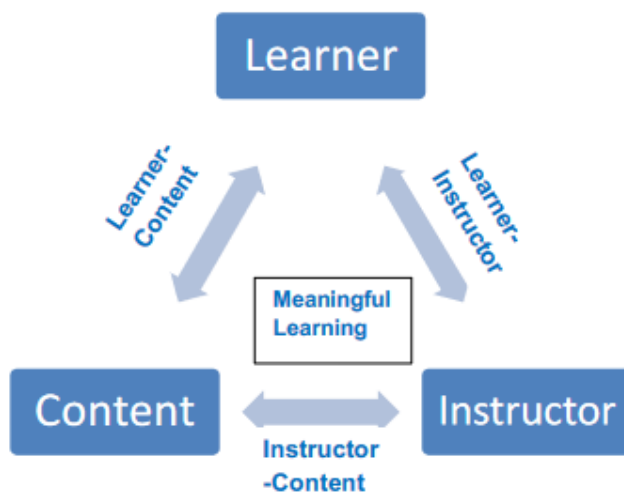 Learner
Learner-
Content
Learner-
Instructor
Meaningful
Learning
Content
Instructor
Instructor
-Content